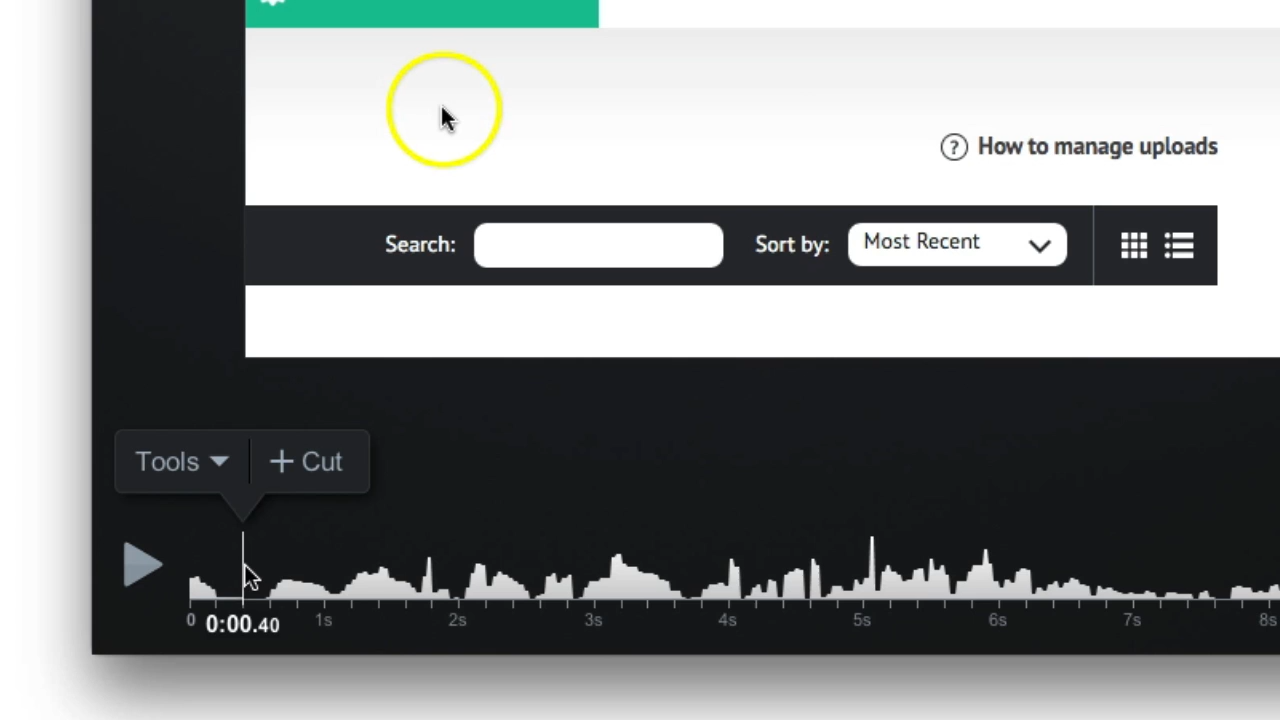 ? How to manage uploads
Search: Sort by: Most Recent
Tools + Cut
0 0:00.40 1s 2s 3s 4s 5s 6s 7s 8s